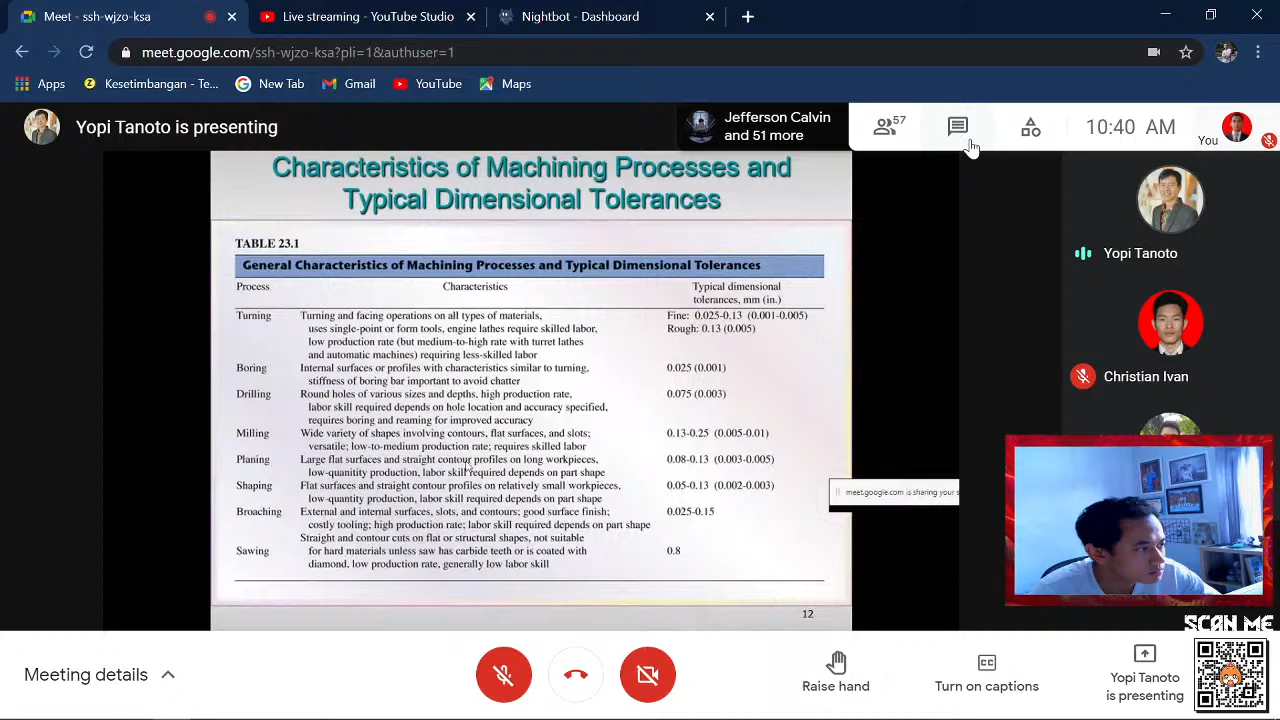 Meet - ssh-wjzo-ksa
Live streaming - YouTube Studio
Nightbot - Dashboard
meet.google.com/ssh-wjzo-ksa?pli=1&authuser=1
Apps
Kesetimbangan - Te...
New Tab
Gmail
YouTube
Maps
Yopi Tanoto is presenting
Jefferson Calvin
and 51 more
57
10:40 AM
You
Characteristics of Machining Processes and
Typical Dimensional Tolerances
TABLE 23.1
General Characteristics of Machining Processes and Typical Dimensional Tolerances
Process Characteristics Typical dimensional
tolerances, mm (in.)
Turning Turning and facing operations on all types of materials, Fine: 0.025-0.13 (0.001-0.005)
uses single-point or form tools, engine lathes require skilled labor, Rough: 0.13 (0.005)
low production rate (but medium-to-high rate with turret lathes
and automatic machines) requiring less-skilled labor
Boring Internal surfaces or profiles with characteristics similar to turning, 0.025 (0.001)
stiffness of boring bar important to avoid chatter
Drilling Round holes of various sizes and depths, high production rate, 0.075 (0.003)
labor skill required depends on hole location and accuracy specified,
requires boring and reaming for improved accuracy
Milling Wide variety of shapes involving contours, flat surfaces, and slots; 0.13-0.25 (0.005-0.01)
versatile; low-to-medium production rate; requires skilled labor
Planing Large flat surfaces and straight contour profiles on long workpieces, 0.08-0.13 (0.003-0.005)
low-quanitity production, labor skill required depends on part shape
Shaping Flat surfaces and straight contour profiles on relatively small workpieces, 0.05-0.13 (0.002-0.003)
low-quantity production, labor skill required depends on part shape
Broaching External and internal surfaces, slots, and contours; good surface finish; 0.025-0.15
costly tooling; high production rate; labor skill required depends on part shape
Straight and contour cuts on flat or structural shapes, not suitable
Sawing for hard materials unless saw has carbide teeth or is coated with 0.8
diamond, low production rate, generally low labor skill
12
Yopi Tanoto
Christian Ivan
meet.google.com is sharing your s
SCAN ME
Meeting details
Raise hand
Turn on captions
Yopi Tanoto
is presenting